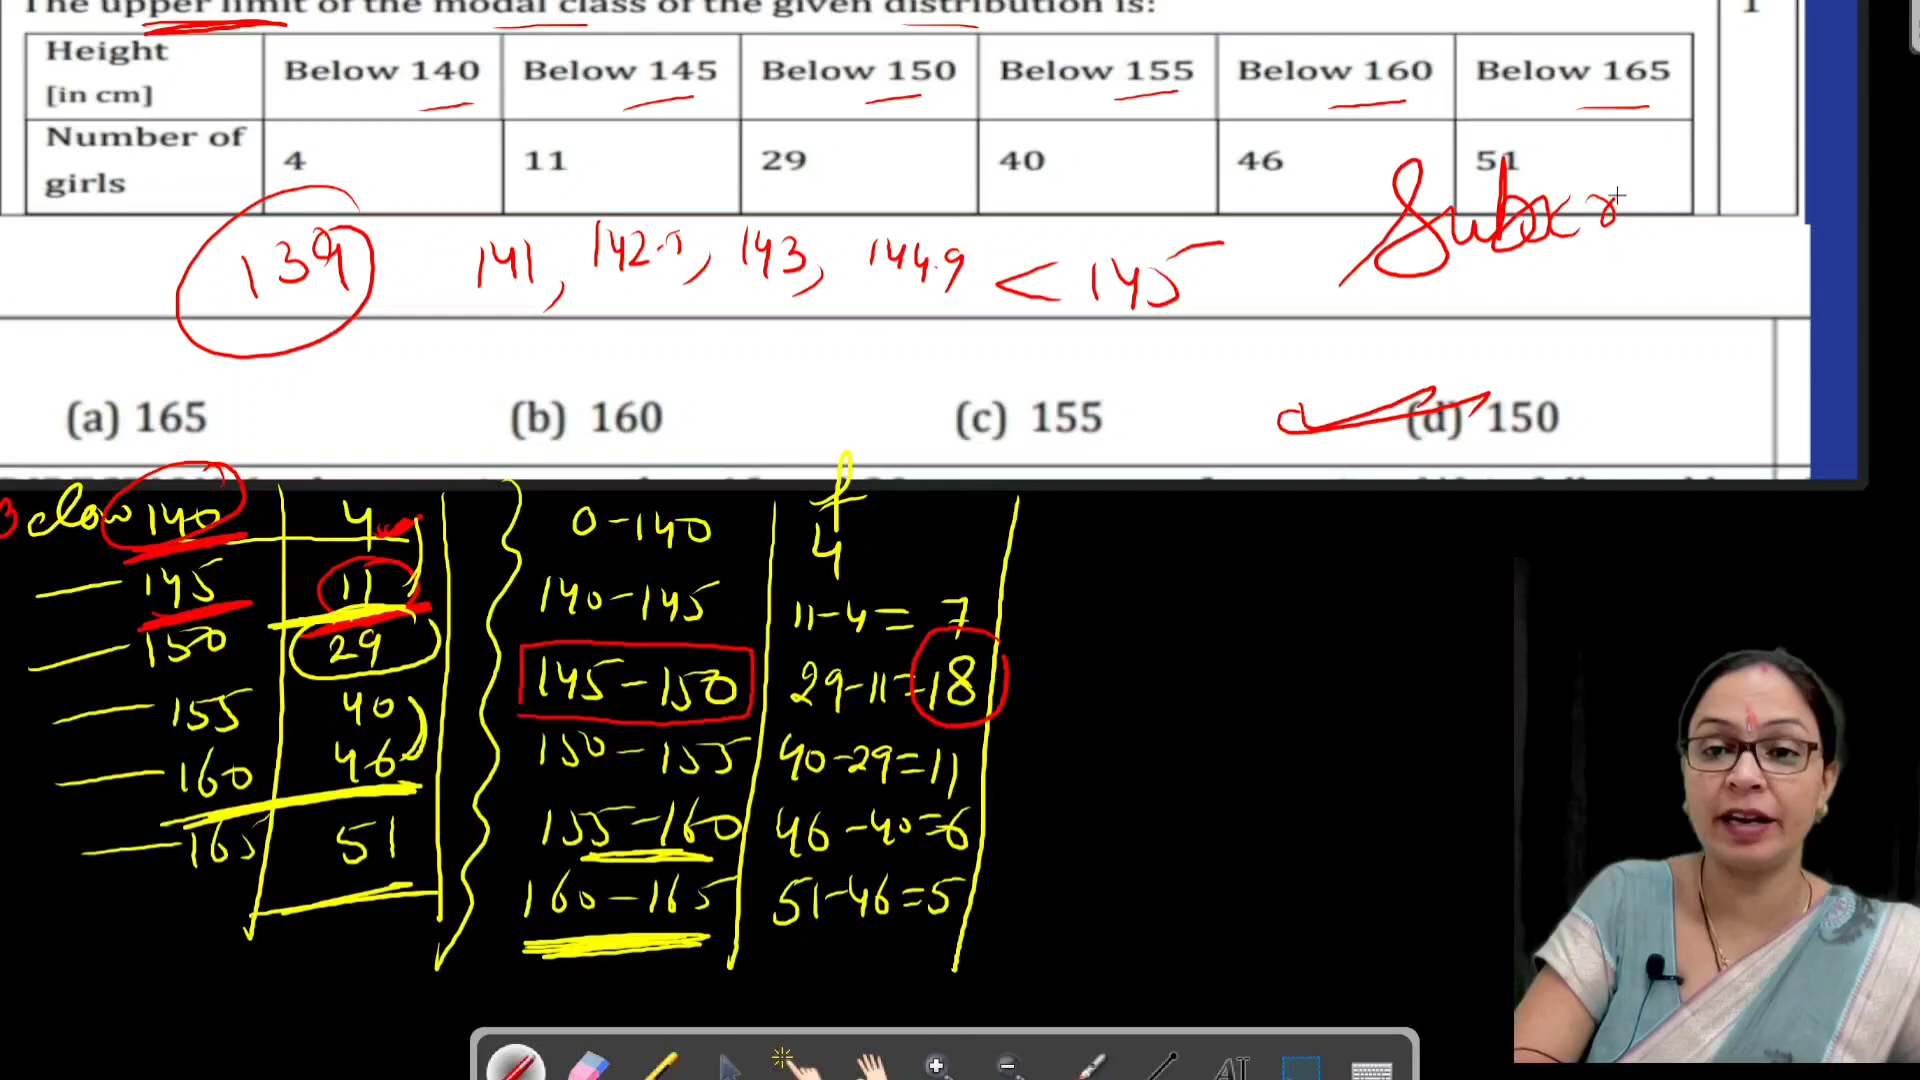 The upper limit of the modal class of the given distribution is:
1
Height [in cm] Below 140 Below 145 Below 150 Below 155 Below 160 Below 165
Number of girls 4 11 29 40 46 51
139 141, 142.5, 143, 144.9 < 145
Subscr
(a) 165 (b) 160 (c) 155 (d) 150
f
Below 140 4 0-140 4
— 145 11 140-145 11-4= 7
— 150 29 145-150 29-11=18
— 155 40 150-155 40-29=11
— 160 46 155-160 46-40=6
— 165 51 160-165 51-46=5
AI